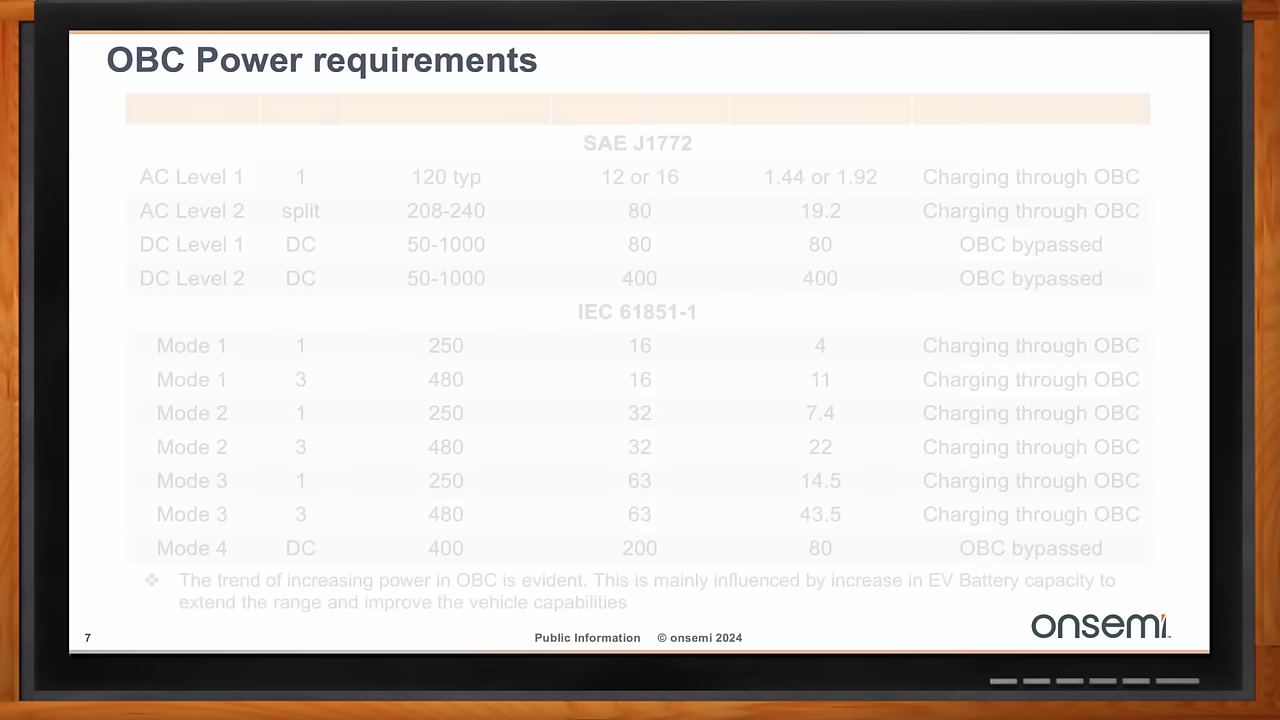 OBC Power requirements
SAE J1772
AC Level 1 1 120 typ 12 or 16 1.44 or 1.92 Charging through OBC
AC Level 2 split 208-240 80 19.2 Charging through OBC
DC Level 1 DC 50-1000 80 80 OBC bypassed
DC Level 2 DC 50-1000 400 400 OBC bypassed
IEC 61851-1
Mode 1 1 250 16 4 Charging through OBC
Mode 1 3 480 16 11 Charging through OBC
Mode 2 1 250 32 7.4 Charging through OBC
Mode 2 3 480 32 22 Charging through OBC
Mode 3 1 250 63 14.5 Charging through OBC
Mode 3 3 480 63 43.5 Charging through OBC
Mode 4 DC 400 200 80 OBC bypassed
❖ The trend of increasing power in OBC is evident. This is mainly influenced by increase in EV Battery capacity to
extend the range and improve the vehicle capabilities
onsemi
7 Public Information © onsemi 2024